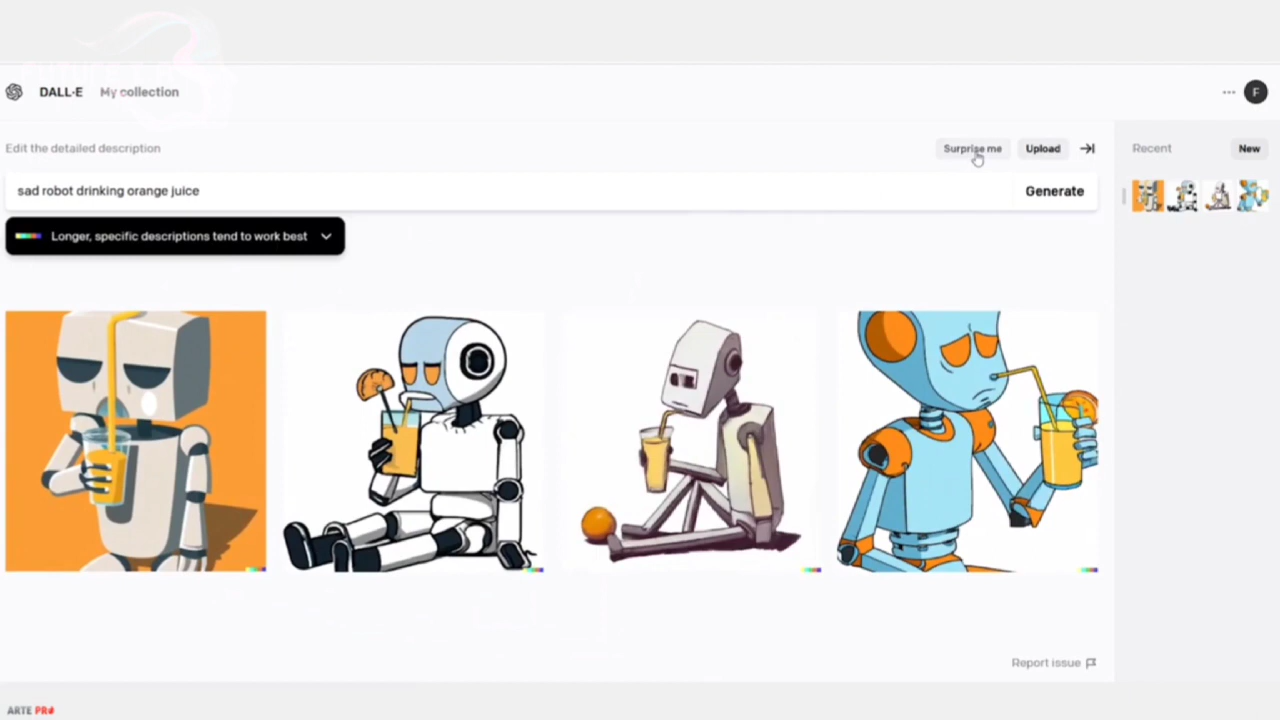 DALL·E My collection
F
Edit the detailed description
Surprise me
Upload
Recent
New
sad robot drinking orange juice
Generate
Longer, specific descriptions tend to work best
Report issue
ARTE PRO